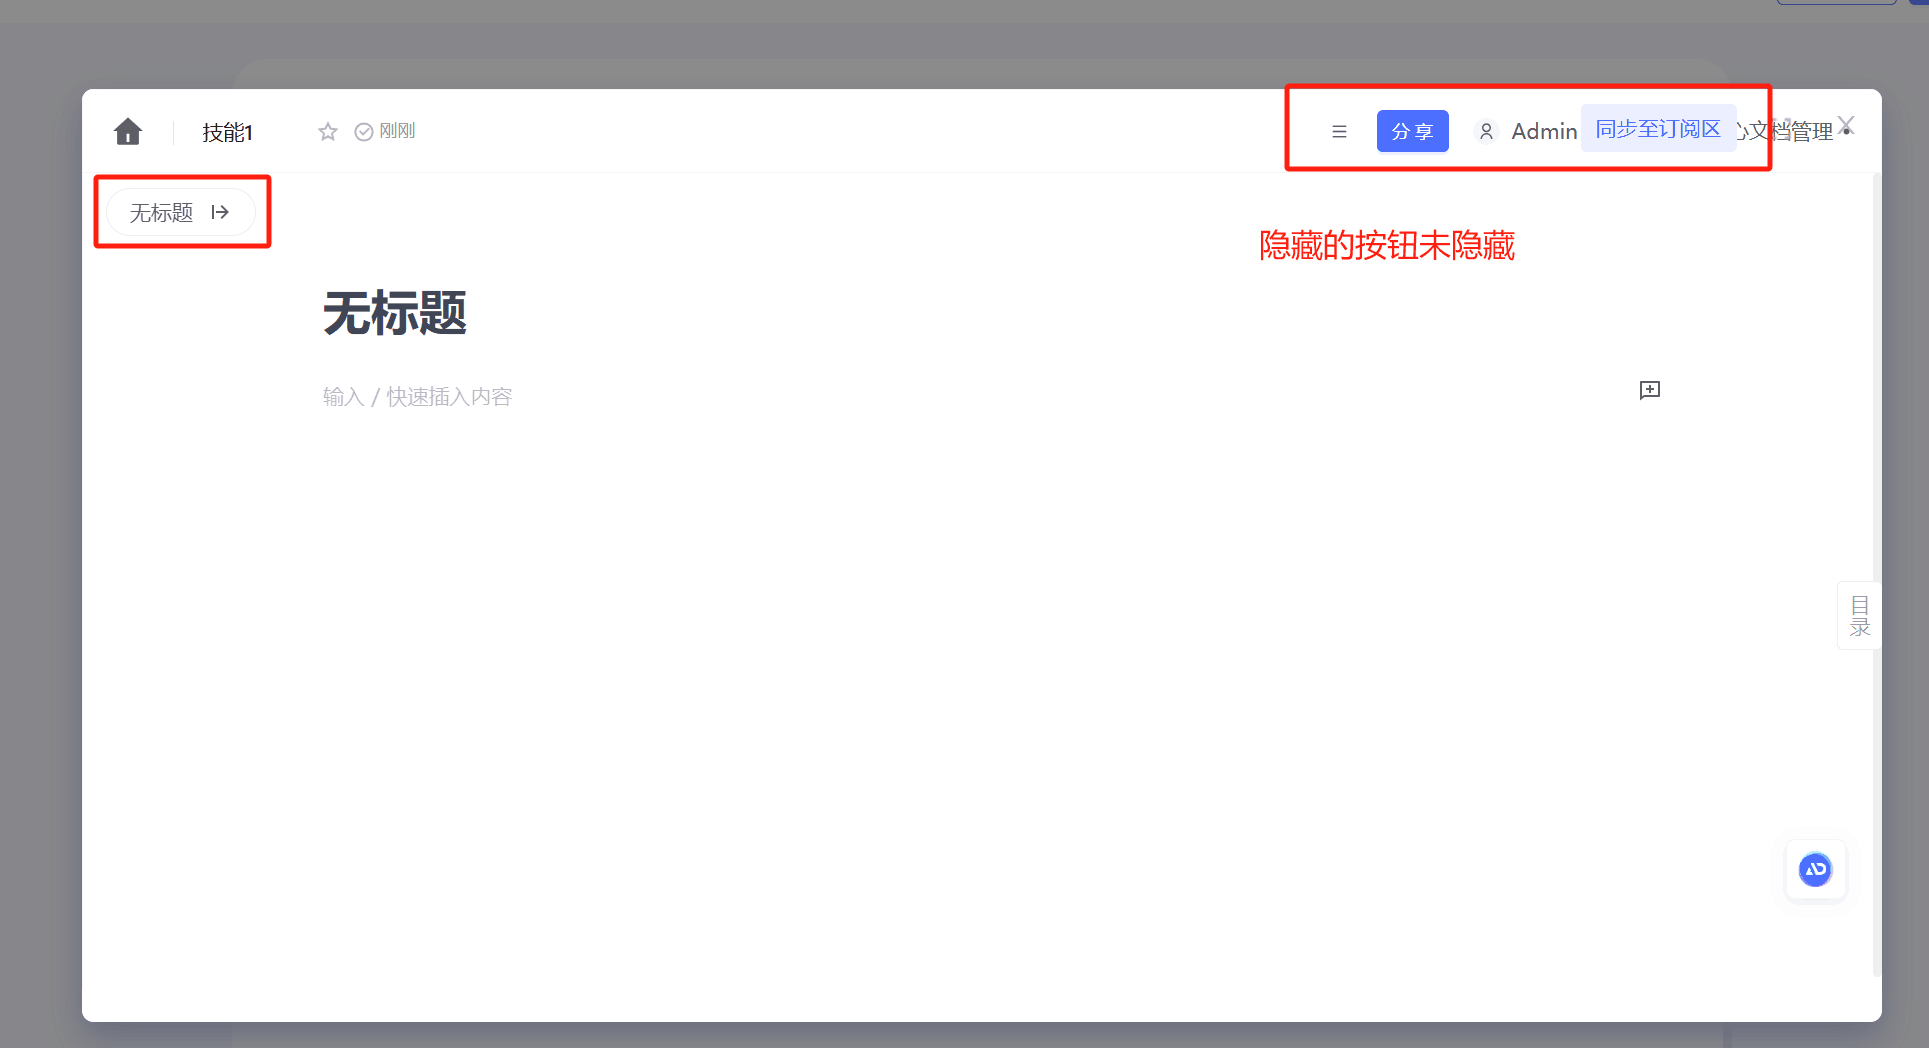 技能1 刚刚 分享 Admin 同步至订阅区 心文档管理
无标题
隐藏的按钮未隐藏
无标题
输入 / 快速插入内容
目录